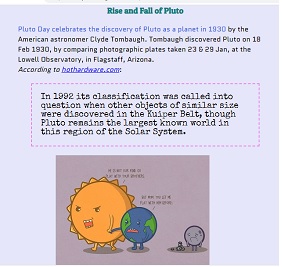 Rise and Fall of Pluto
Pluto Day celebrates the discovery of Pluto as a planet in 1930 by the
American astronomer Clyde Tombaugh. Tombaugh discovered Pluto on 18
Feb 1930, by comparing photographic plates taken 23 & 29 Jan, at the
Lowell Observatory, in Flagstaff, Arizona.
According to hothardware.com:
In 1992 its classification was called into
question when other objects of similar size
were discovered in the Kuiper Belt, though
Pluto remains the largest known world in
this region of the Solar System.